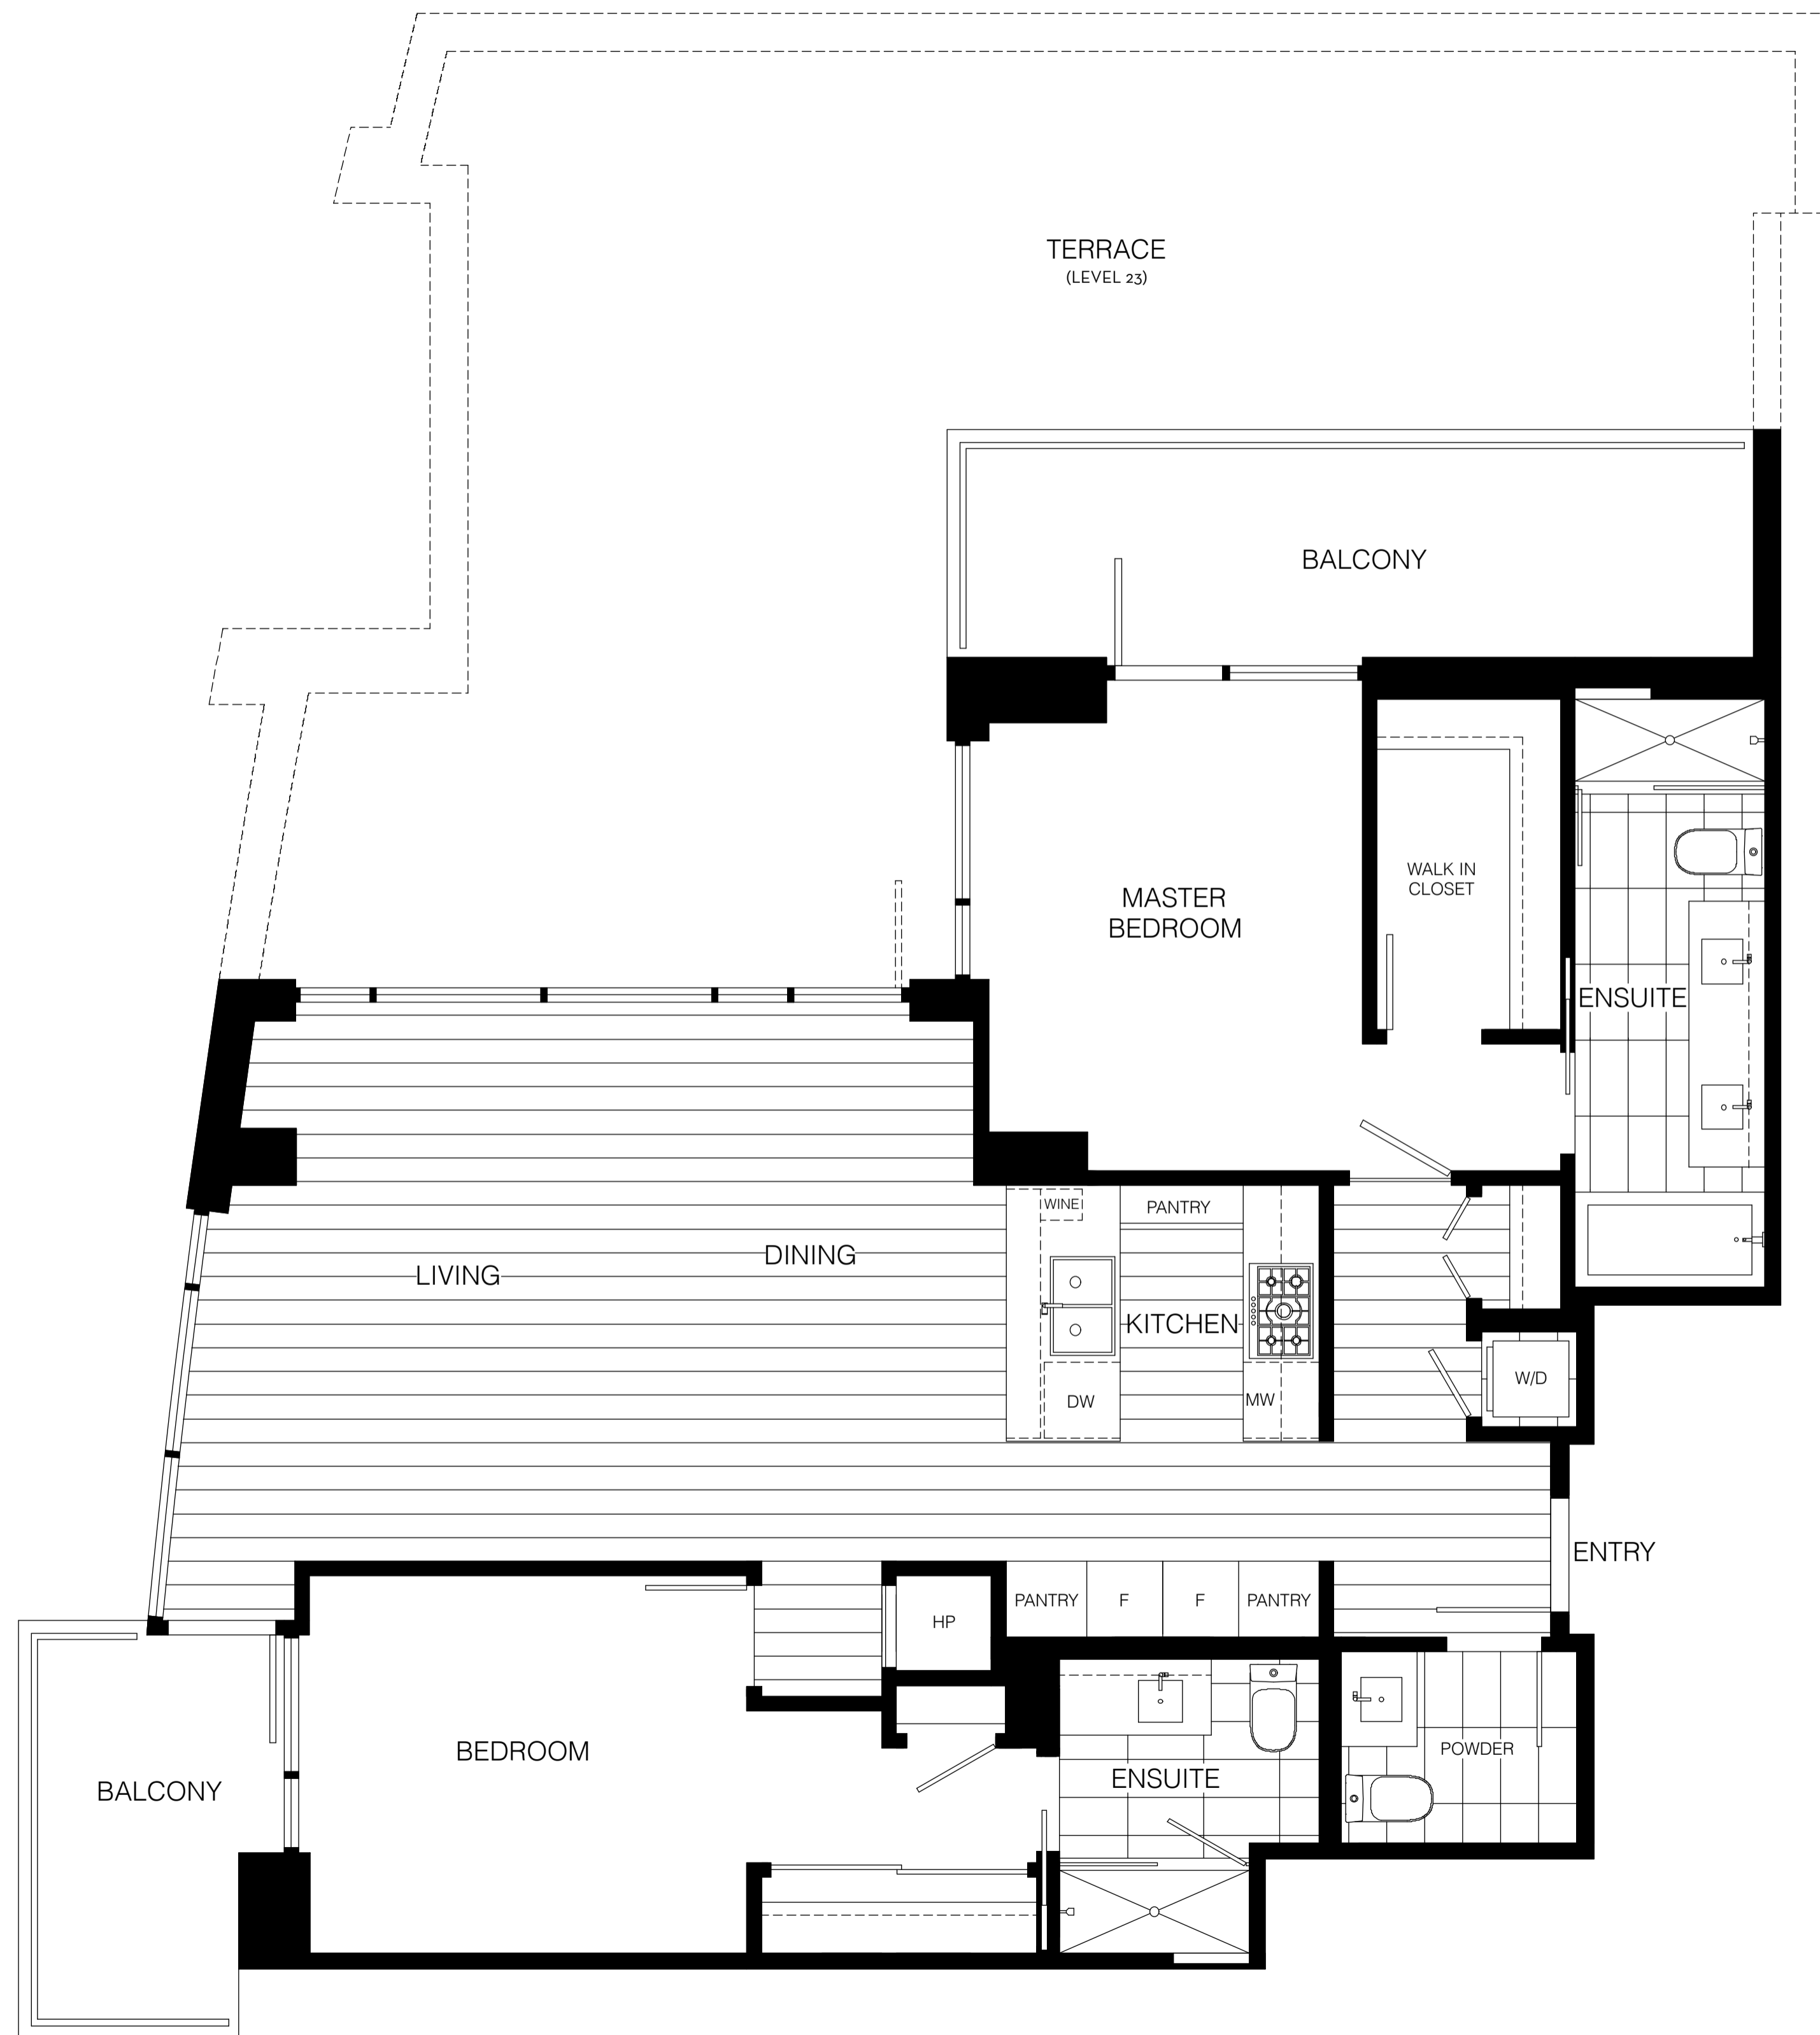 TERRACE
(LEVEL 23)
BALCONY
MASTER
BEDROOM
WALK IN
CLOSET
ENSUITE
WINE
PANTRY
LIVING
DINING
KITCHEN
DW
MW
W/D
ENTRY
PANTRY
F
F
PANTRY
HP
BEDROOM
BALCONY
ENSUITE
POWDER